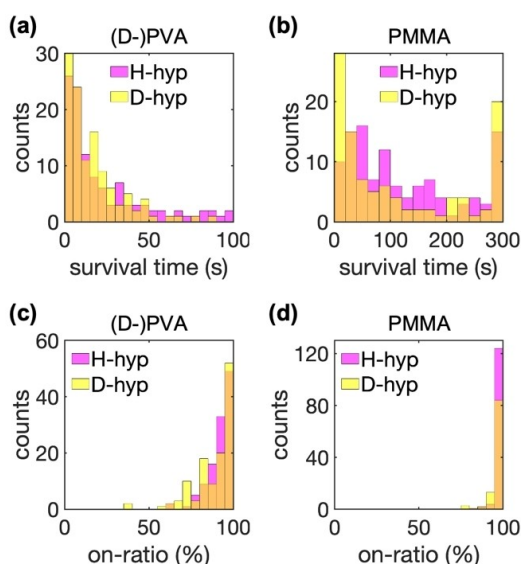 (a) (D-)PVA
30
20
10
0
counts
H-hyp
D-hyp
0 50 100
survival time (s)
(b) PMMA
20
10
0
counts
H-hyp
D-hyp
0 100 200 300
survival time (s)
(c) (D-)PVA
60
40
20
0
counts
H-hyp
D-hyp
0 50 100
on-ratio (%)
(d) PMMA
120
80
40
0
counts
H-hyp
D-hyp
0 50 100
on-ratio (%)